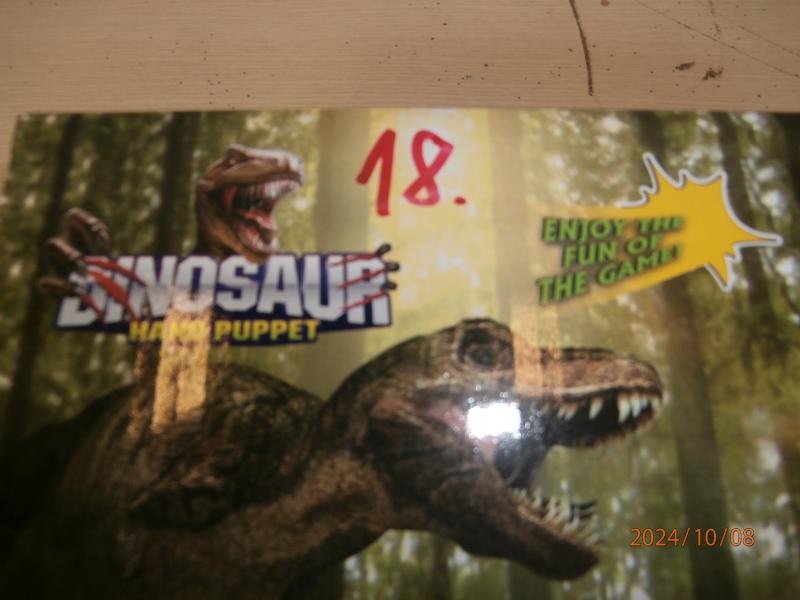 18.
DINOSAUR
HAND PUPPET
ENJOY THE
FUN OF
THE GAME!
2024/10/08